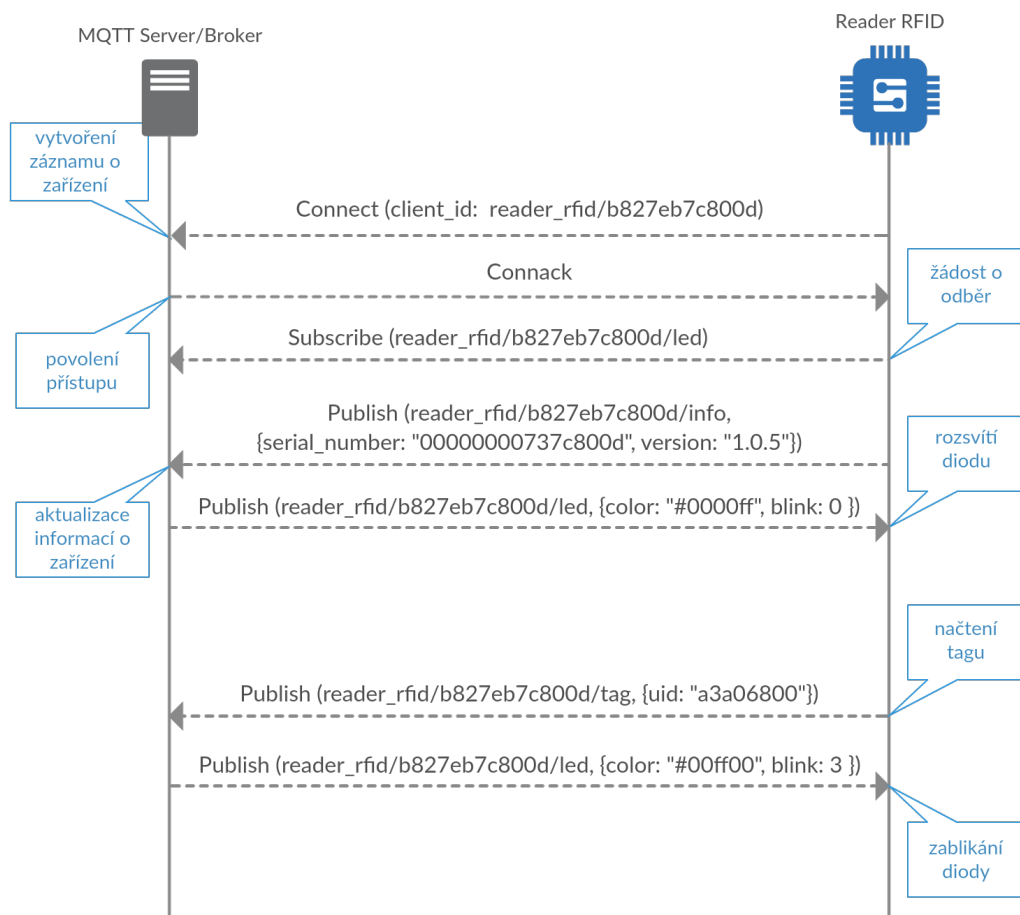 Reader RFID
MQTT Server/Broker
vytvoření
záznamu o
zařízení
Connect (client_id: reader_rfid/b827eb7c800d)
Connack
žádost o
odběr
Subscribe (reader_rfid/b827eb7c800d/led)
povolení
přístupu
Publish (reader_rfid/b827eb7c800d/info,
{serial_number: "00000000737c800d", version: "1.0.5"})
rozsvítí
diodu
Publish (reader_rfid/b827eb7c800d/led, {color: "#0000ff", blink: 0 })
aktualizace
informací o
zařízení
načtení
tagu
Publish (reader_rfid/b827eb7c800d/tag, {uid: "a3a06800"})
Publish (reader_rfid/b827eb7c800d/led, {color: "#00ff00", blink: 3 })
zablikání
diody